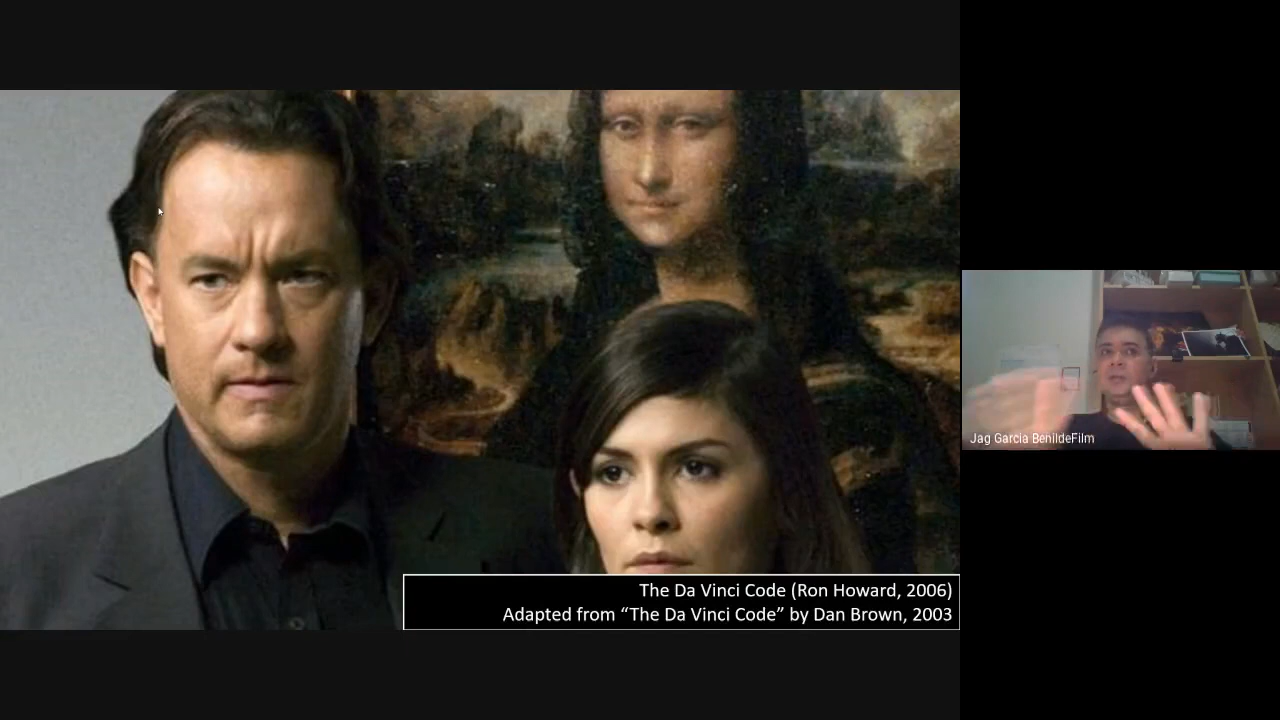 The Da Vinci Code (Ron Howard, 2006)
Adapted from “The Da Vinci Code” by Dan Brown, 2003
Jag Garcia BenildeFilm